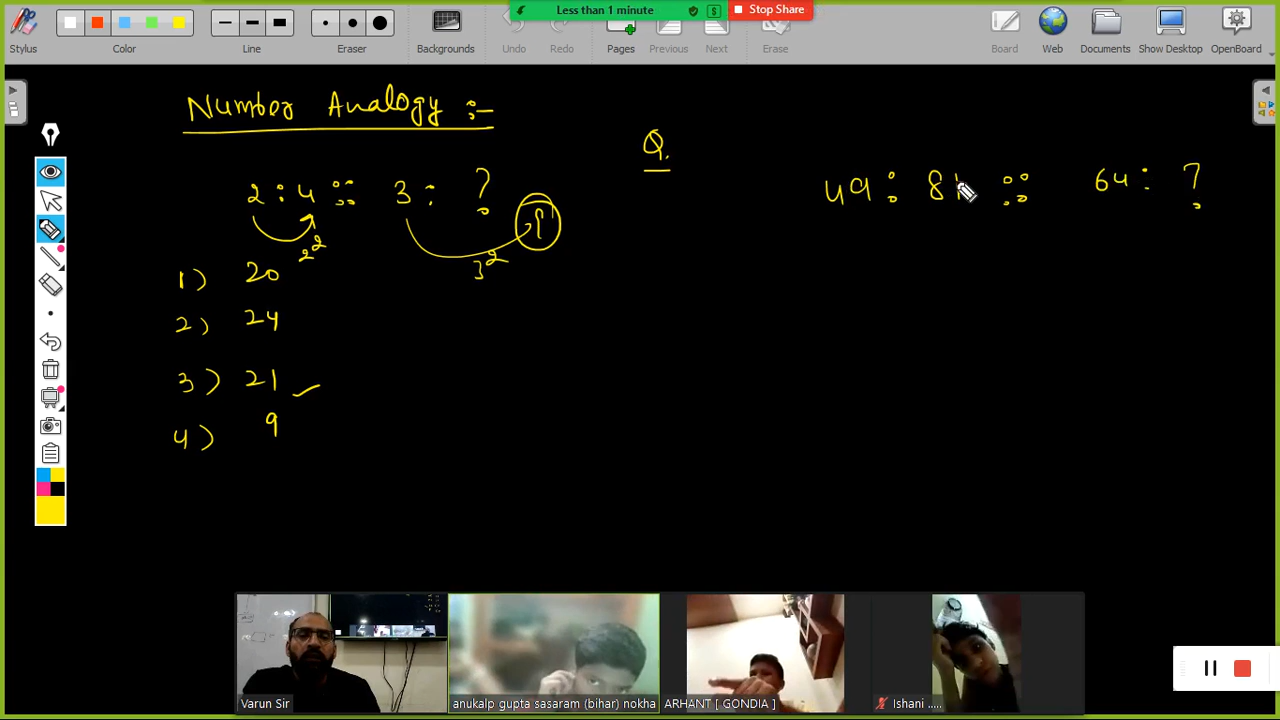 Less than 1 minute $ Stop Share
Stylus Color Line Eraser Backgrounds Undo Redo Pages Previous Next Erase Board Web Documents Show Desktop OpenBoard
Number Analogy :-
Q.
2 : 4 :: 3 : ?
49 : 81 :: 64 : ?
2²
3²
1) 20
2) 24
3) 21 ✓
4) 9
Varun Sir
anukalp gupta sasaram (bihar) nokha
ARHANT [ GONDIA ]
Ishani .....